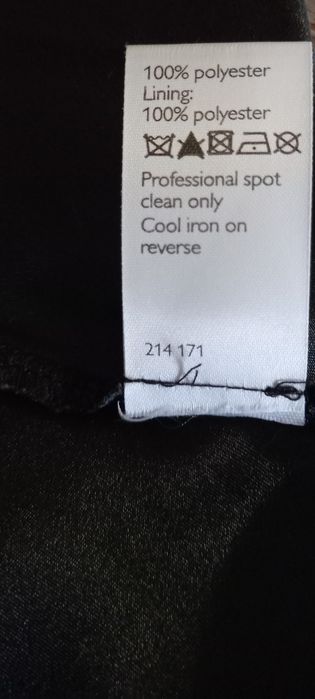 100% polyester
Lining:
100% polyester
Professional spot
clean only
Cool iron on
reverse
214 171